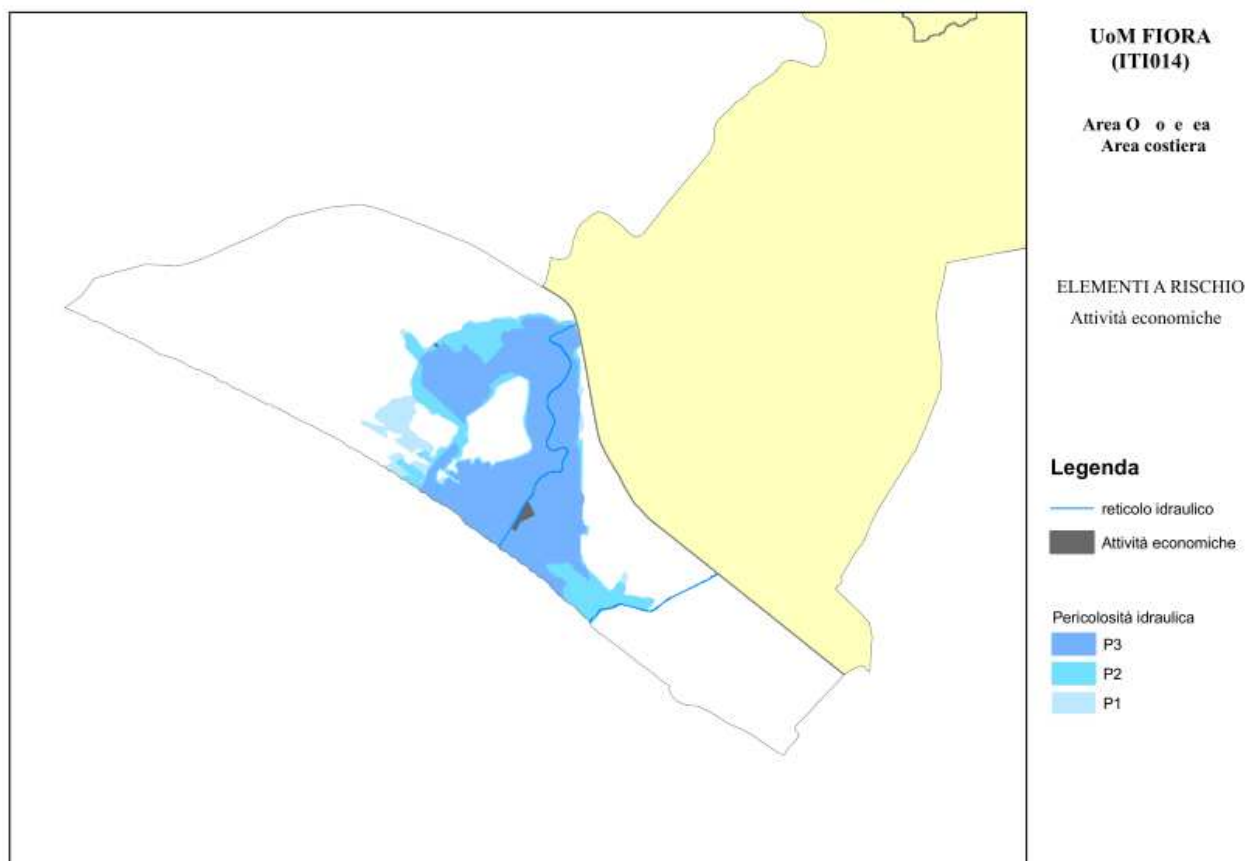 UoM FIORA
(ITI014)
Area O o e ea
Area costiera
ELEMENTI A RISCHIO
Attività economiche
Legenda
reticolo idraulico
Attività economiche
Pericolosità idraulica
P3
P2
P1